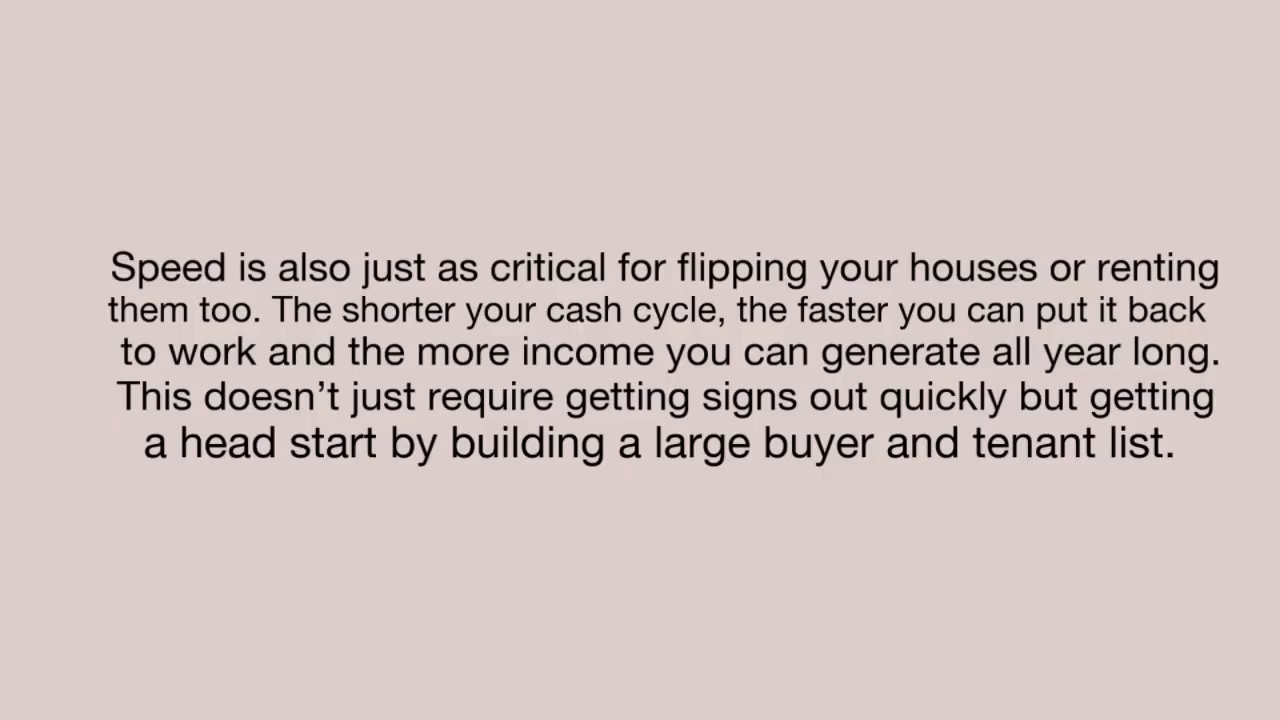 Speed is also just as critical for flipping your houses or renting
them too. The shorter your cash cycle, the faster you can put it back
to work and the more income you can generate all year long.
This doesn’t just require getting signs out quickly but getting
a head start by building a large buyer and tenant list.